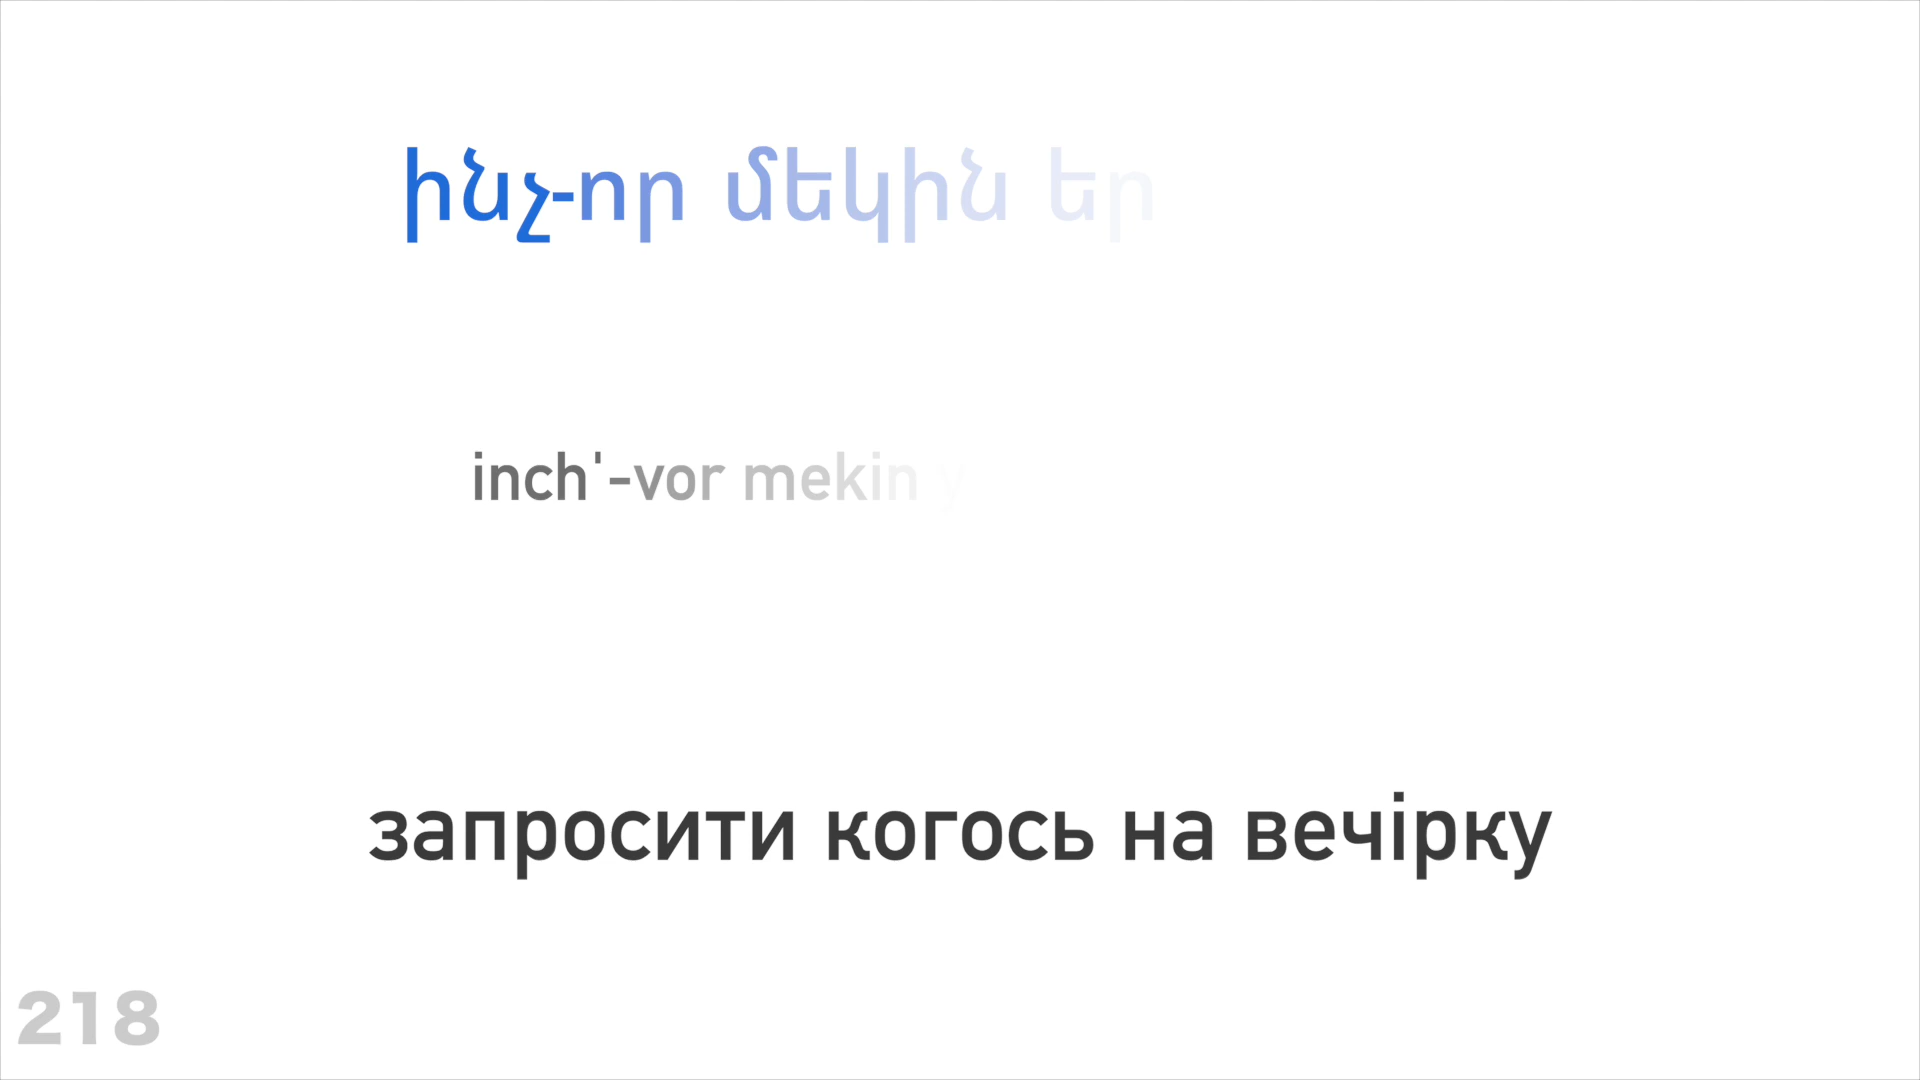 ինչ-որ մեկին եր
inch'-vor mekin y
запросити когось на вечірку
218